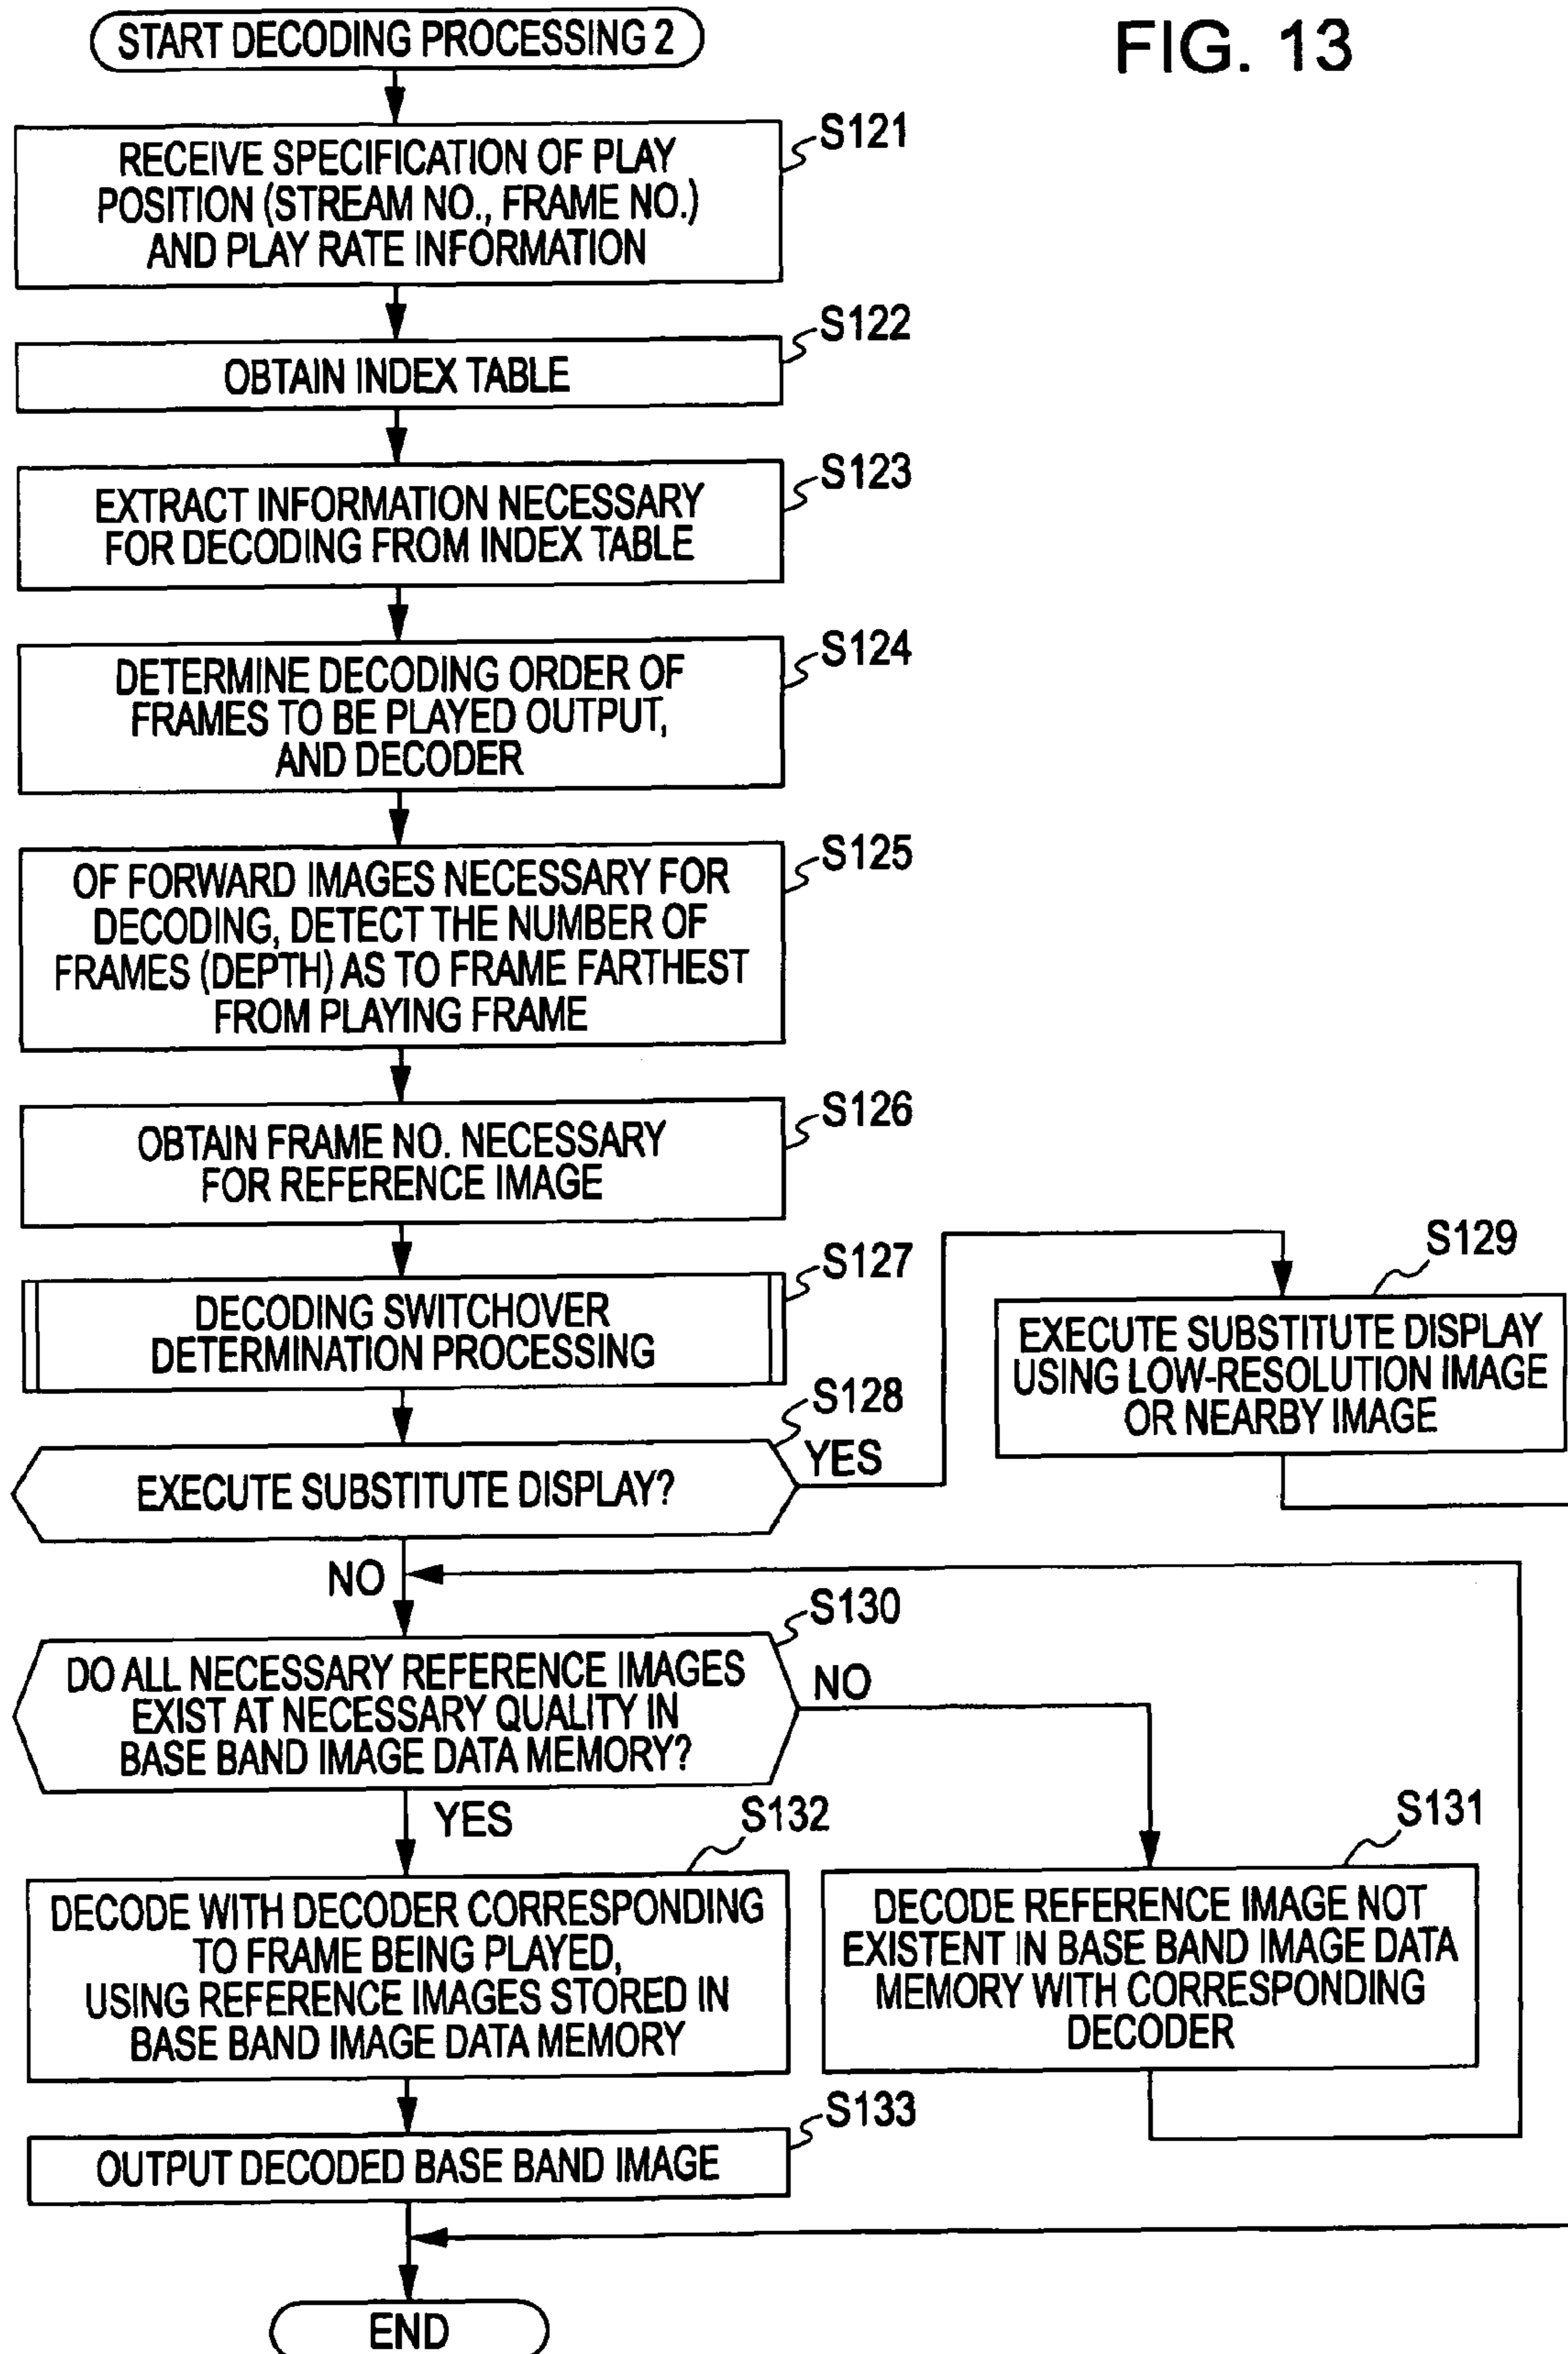 FIG. 13
START DECODING PROCESSING 2
S121
RECEIVE SPECIFICATION OF PLAY
POSITION (STREAM NO., FRAME NO.)
AND PLAY RATE INFORMATION
S122
OBTAIN INDEX TABLE
S123
EXTRACT INFORMATION NECESSARY
FOR DECODING FROM INDEX TABLE
S124
DETERMINE DECODING ORDER OF
FRAMES TO BE PLAYED OUTPUT,
AND DECODER
S125
OF FORWARD IMAGES NECESSARY FOR
DECODING, DETECT THE NUMBER OF
FRAMES (DEPTH) AS TO FRAME FARTHEST
FROM PLAYING FRAME
S126
OBTAIN FRAME NO. NECESSARY
FOR REFERENCE IMAGE
S127
DECODING SWITCHOVER
DETERMINATION PROCESSING
S128
EXECUTE SUBSTITUTE DISPLAY?
YES
S129
EXECUTE SUBSTITUTE DISPLAY
USING LOW-RESOLUTION IMAGE
OR NEARBY IMAGE
NO
S130
DO ALL NECESSARY REFERENCE IMAGES
EXIST AT NECESSARY QUALITY IN
BASE BAND IMAGE DATA MEMORY?
NO
S131
DECODE REFERENCE IMAGE NOT
EXISTENT IN BASE BAND IMAGE DATA
MEMORY WITH CORRESPONDING
DECODER
YES
S132
DECODE WITH DECODER CORRESPONDING
TO FRAME BEING PLAYED,
USING REFERENCE IMAGES STORED IN
BASE BAND IMAGE DATA MEMORY
S133
OUTPUT DECODED BASE BAND IMAGE
END